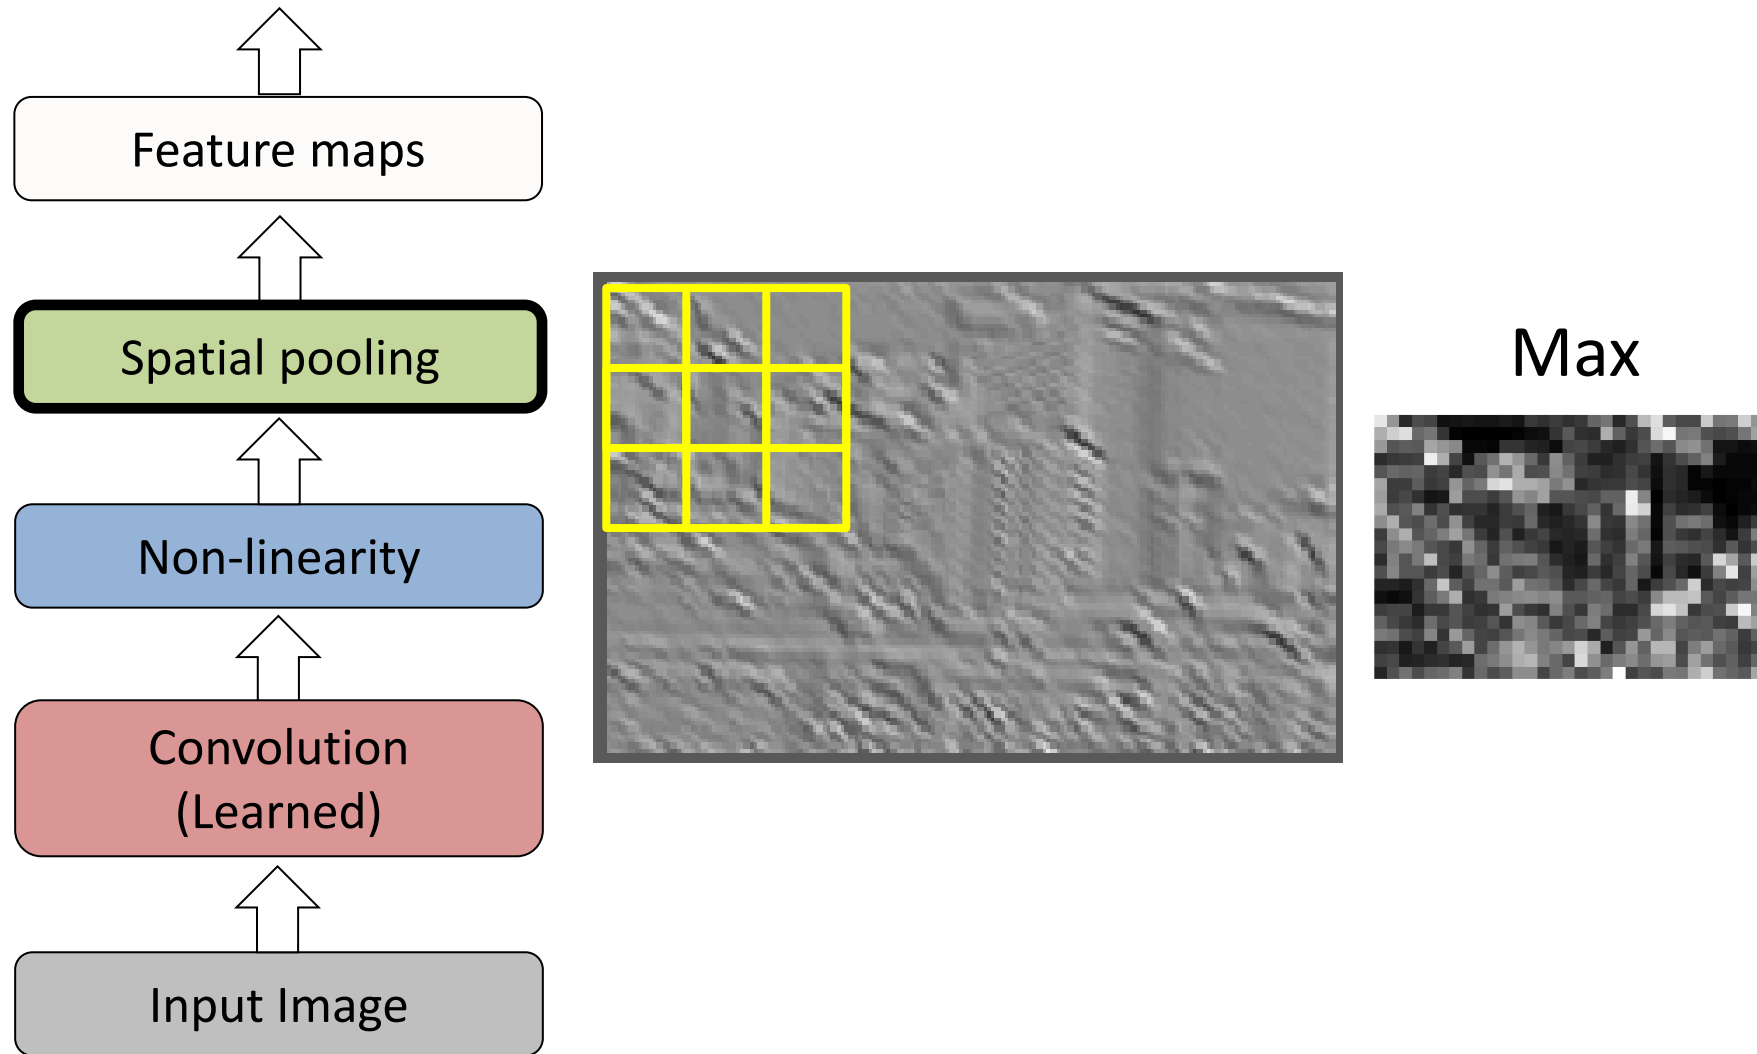 Feature maps
Spatial pooling
Max
Non-linearity
Convolution
(Learned)
Input Image